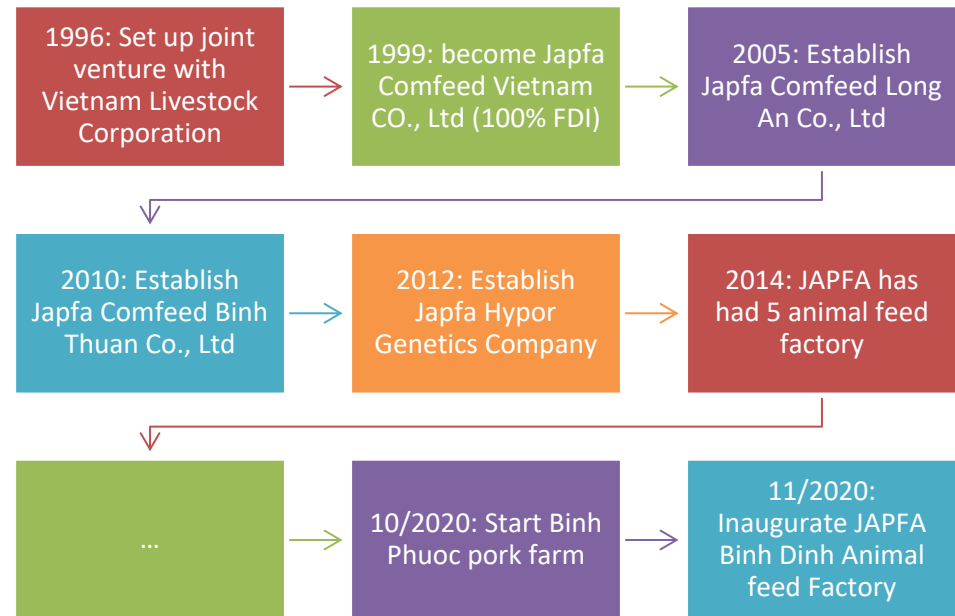 1996: Set up joint
venture with
Vietnam Livestock
Corporation
1999: become Japfa
Comfeed Vietnam
CO., Ltd (100% FDI)
2005: Establish
Japfa Comfeed Long
An Co., Ltd
2010: Establish
Japfa Comfeed Binh
Thuan Co., Ltd
2012: Establish
Japfa Hypor
Genetics Company
2014: JAPFA has
had 5 animal feed
factory
...
10/2020: Start Binh
Phuoc pork farm
11/2020:
Inaugurate JAPFA
Binh Dinh Animal
feed Factory